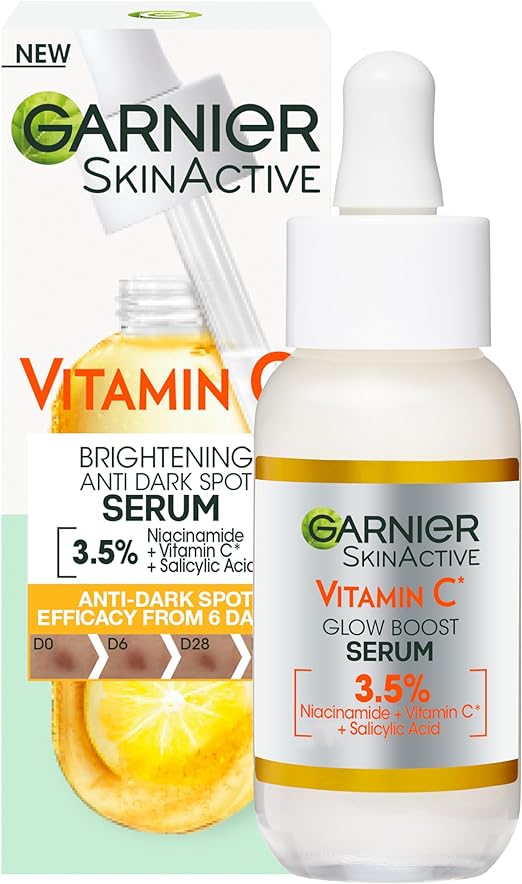 NEW
GARNIER
SKINACTIVE
VITAMIN C
BRIGHTENING
ANTI DARK SPOT
SERUM
3.5%
Niacinamide
+ Vitamin C*
+ Salicylic Acid
ANTI-DARK SPOT
EFFICACY FROM 6 DA
D0
D6
D28
GARNIER
SKINACTIVE
VITAMIN C*
GLOW BOOST
SERUM
3.5%
Niacinamide + Vitamin C*
+ Salicylic Acid